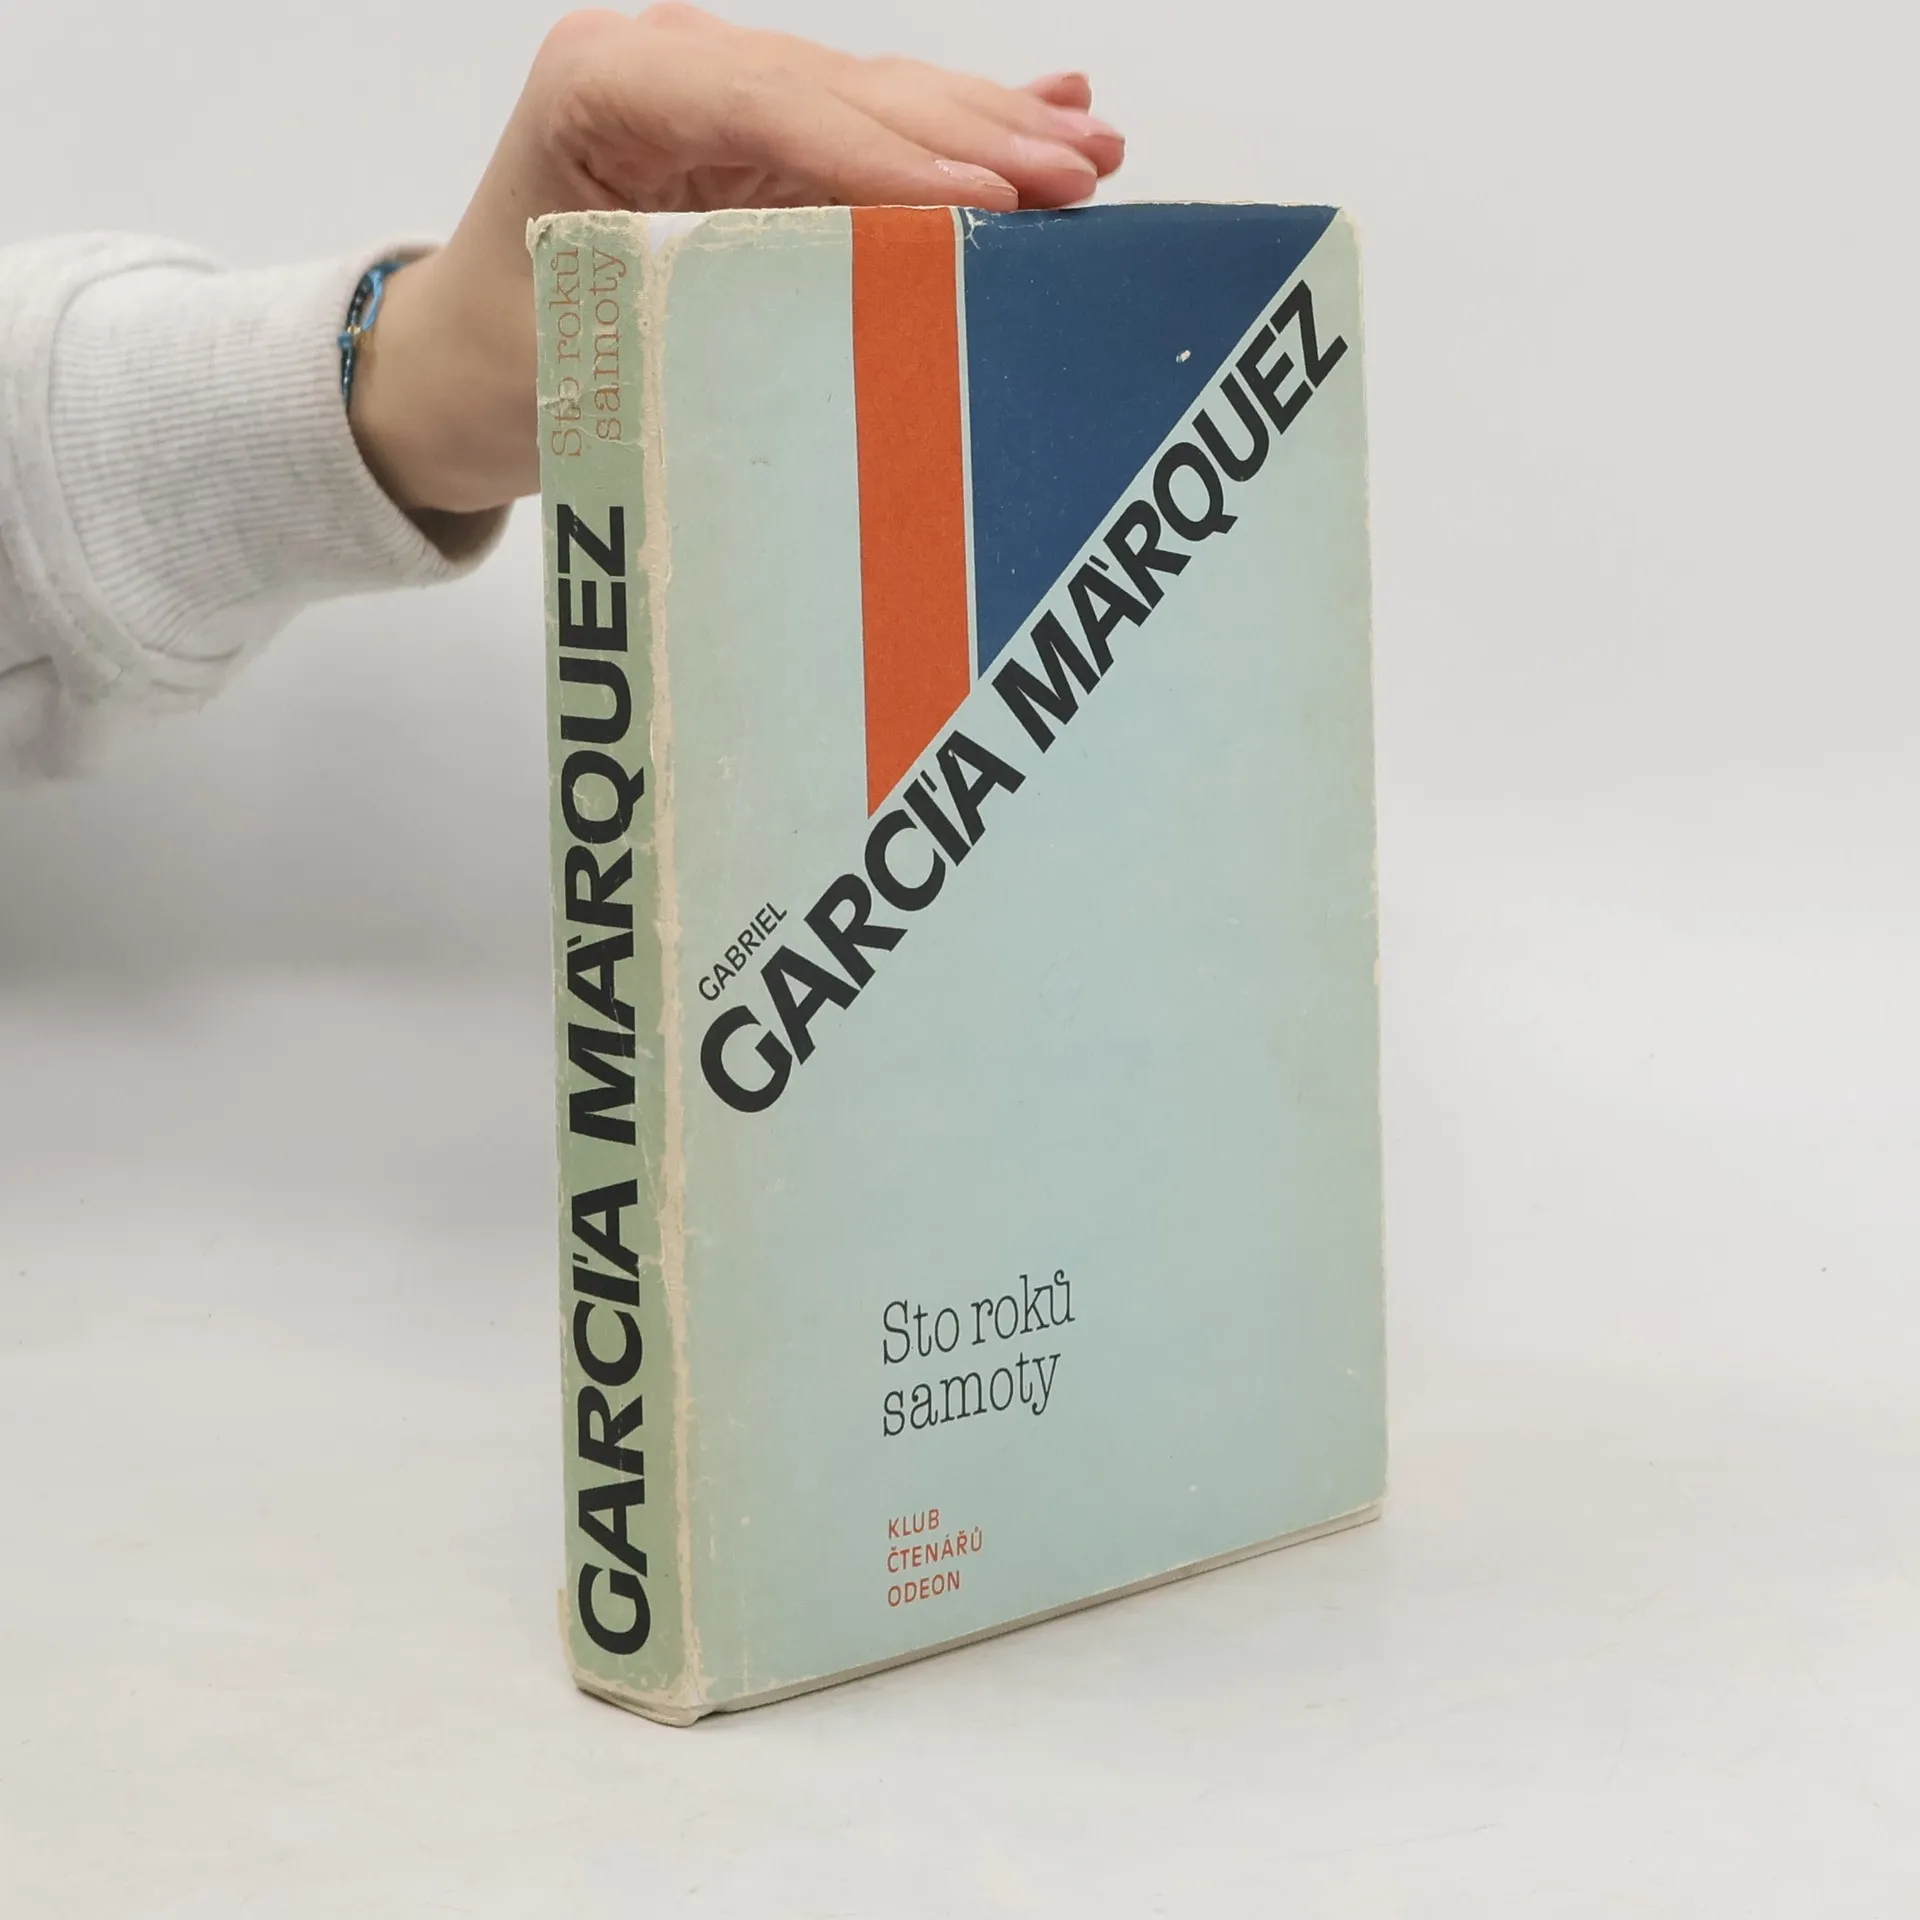 Sto roků
samoty
GARCÍA MÁRQUEZ
GABRIEL
GARCÍA MÁRQUEZ
Sto roků
samoty
KLUB
ČTENÁŘŮ
ODEON